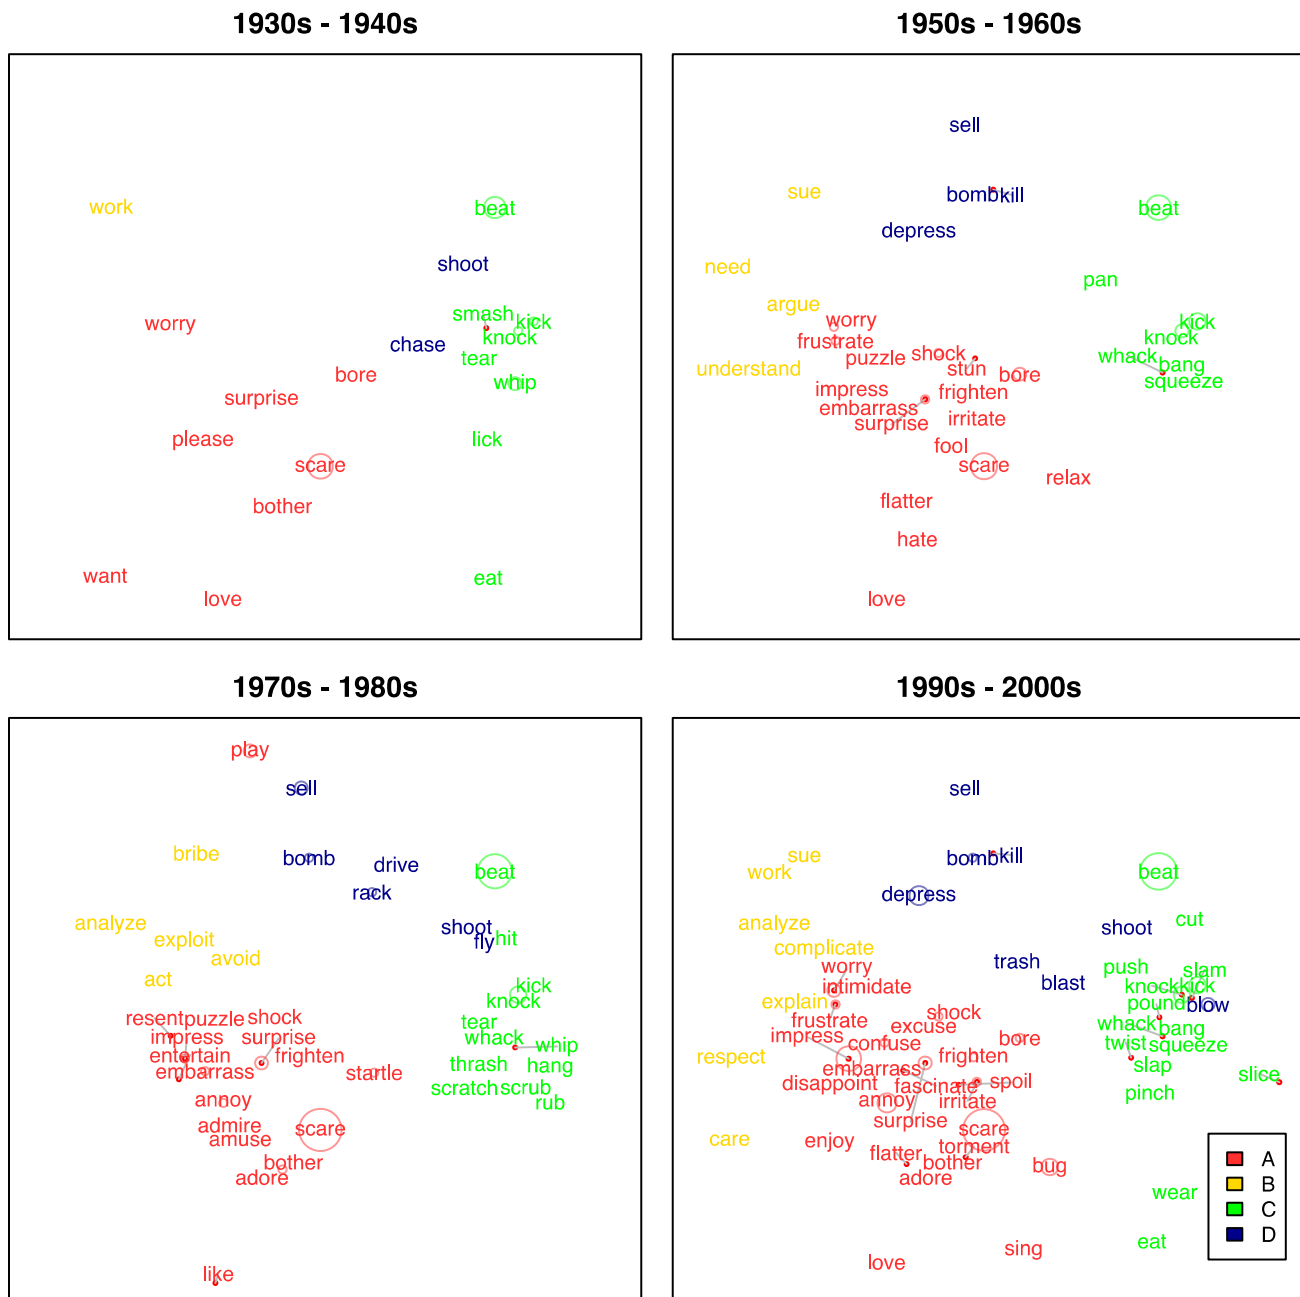 1930s - 1940s
work
beat
shoot
smash
kick
worry
knock
chase
tear
bore
whip
surprise
please
lick
scare
bother
want
eat
love
1950s - 1960s
sell
sue
bomb
kill
beat
depress
need
pan
argue
worry
kick
frustrate
knock
shock
puzzle
whack
stun
bang
understand
bore
squeeze
impress
frighten
embarrass
irritate
surprise
fool
scare
relax
flatter
hate
love
1970s - 1980s
play
sell
bribe
bomb
drive
beat
rack
analyze
shoot
exploit
fly
hit
avoid
act
kick
knock
resent
puzzle
shock
tear
impress
surprise
whack
whip
entertain
frighten
thrash
hang
embarrass
startle
scratch
scrub
annoy
rub
admire
scare
amuse
bother
adore
like
1990s - 2000s
sell
sue
bomb
kill
work
beat
depress
cut
analyze
shoot
complicate
trash
worry
push
slam
intimidate
blast
knock
kick
explain
pound
blow
shock
frustrate
excuse
whack
bang
impress
confuse
bore
twist
squeeze
respect
frighten
slap
embarrass
slice
disappoint
fascinate
spoil
annoy
irritate
pinch
surprise
scare
care
enjoy
torment
flatter
bother
bug
adore
wear
eat
sing
love
A
B
C
D